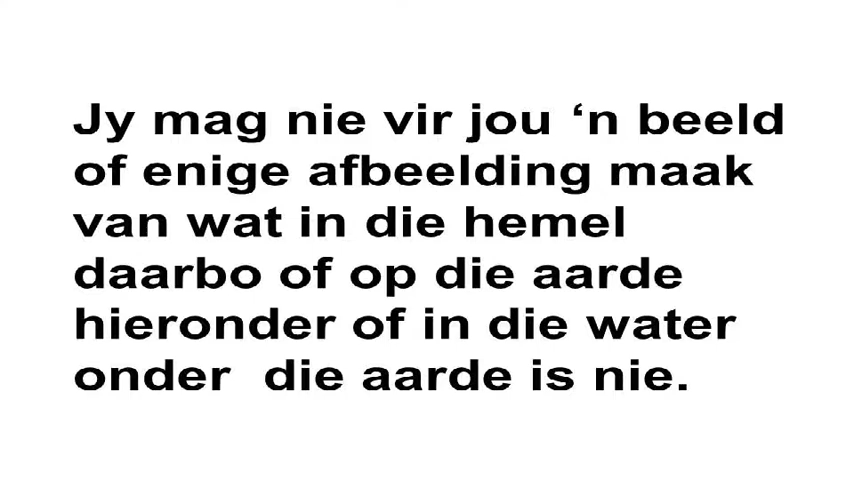 Jy mag nie vir jou ‘n beeld
of enige afbeelding maak
van wat in die hemel
daarbo of op die aarde
hieronder of in die water
onder  die aarde is nie.